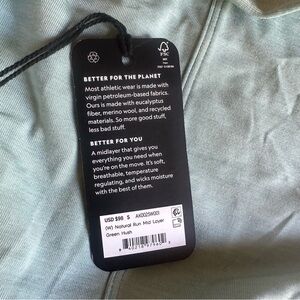 FSC
BETTER FOR THE PLANET
Most athletic wear is made with
virgin petroleum-based fabrics.
Ours is made with eucalyptus
fiber, merino wool, and recycled
materials. So more good stuff,
less bad stuff.
BETTER FOR YOU
A midlayer that gives you
everything you need when
you're on the move. It's soft,
breathable, temperature
regulating, and wicks moisture
with the best of them.
USD $98 S
(W) Natural Run Mid Layer
Green Hush